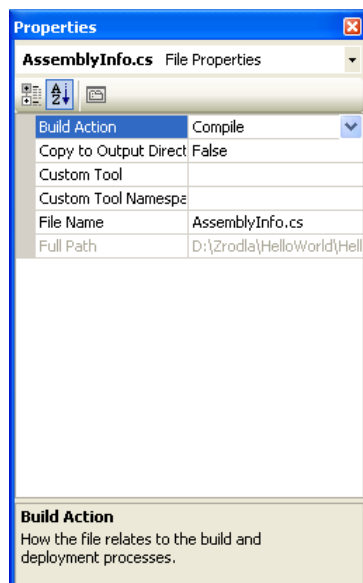 Properties
AssemblyInfo.cs File Properties
Build Action Compile
Copy to Output Direct False
Custom Tool
Custom Tool Namespa
File Name AssemblyInfo.cs
Full Path D:\Zrodla\HelloWorld\Hell
Build Action
How the file relates to the build and
deployment processes.